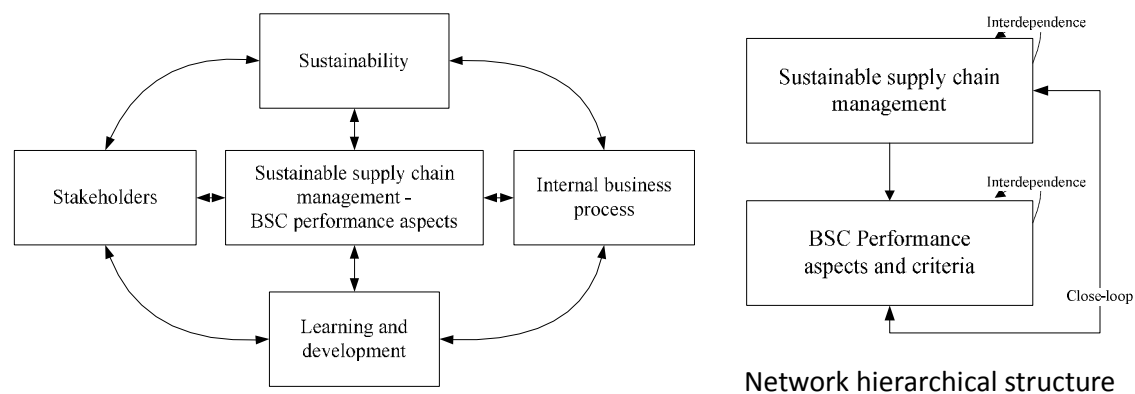 Sustainability
Stakeholders
Sustainable supply chain
management -
BSC performance aspects
Internal business
process
Learning and
development
Interdependence
Sustainable supply chain
management
Interdependence
BSC Performance
aspects and criteria
Close-loop
Network hierarchical structure